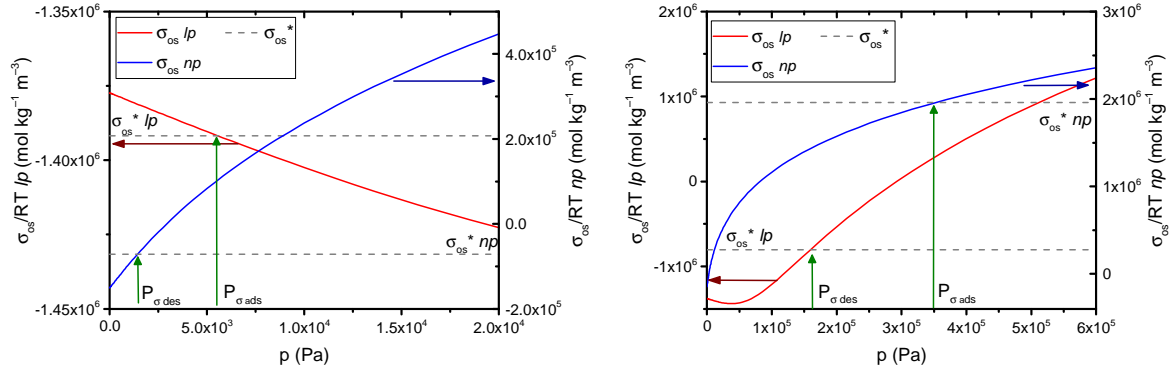 -1.35x10⁶
-1.40x10⁶
-1.45x10⁶
σos/RT lp (mol kg⁻¹ m⁻³)
σos lp
σos np
σos*
σos* lp
σos* np
Pσ des
Pσ ads
4.0x10⁵
2.0x10⁵
0.0
-2.0x10⁵
σos/RT np (mol kg⁻¹ m⁻³)
0.0
5.0x10³
1.0x10⁴
1.5x10⁴
2.0x10⁴
p (Pa)
2x10⁶
1x10⁶
0
-1x10⁶
σos/RT lp (mol kg⁻¹ m⁻³)
σos lp
σos np
σos*
σos* np
σos* lp
Pσ des
Pσ ads
3x10⁶
2x10⁶
1x10⁶
0
σos/RT np (mol kg⁻¹ m⁻³)
0
1x10⁵
2x10⁵
3x10⁵
4x10⁵
5x10⁵
6x10⁵
p (Pa)